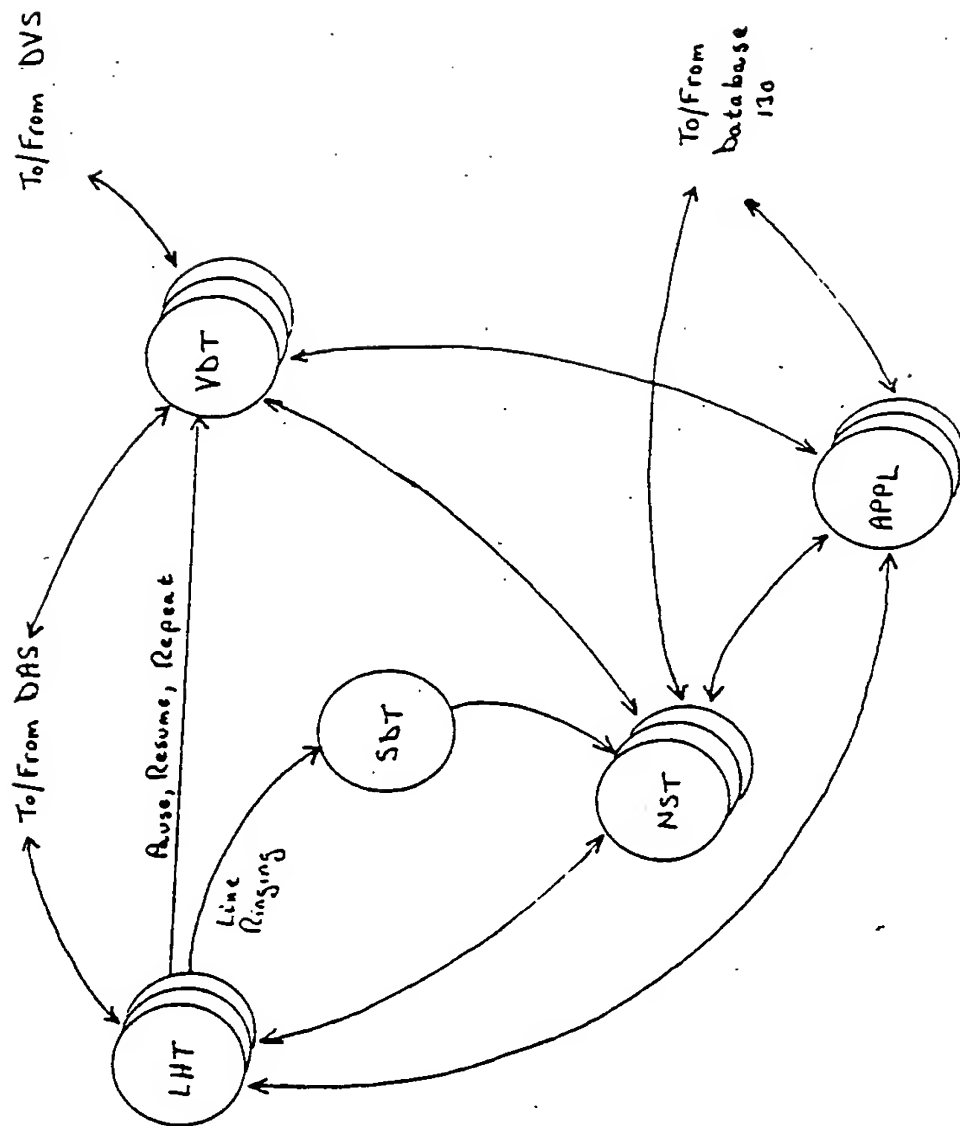 To/From DAS
LHT
Pause, Resume, Repeat
Line
Ringing
SDT
VDT
To/From DVS
NST
APPL
To/From
Database
130